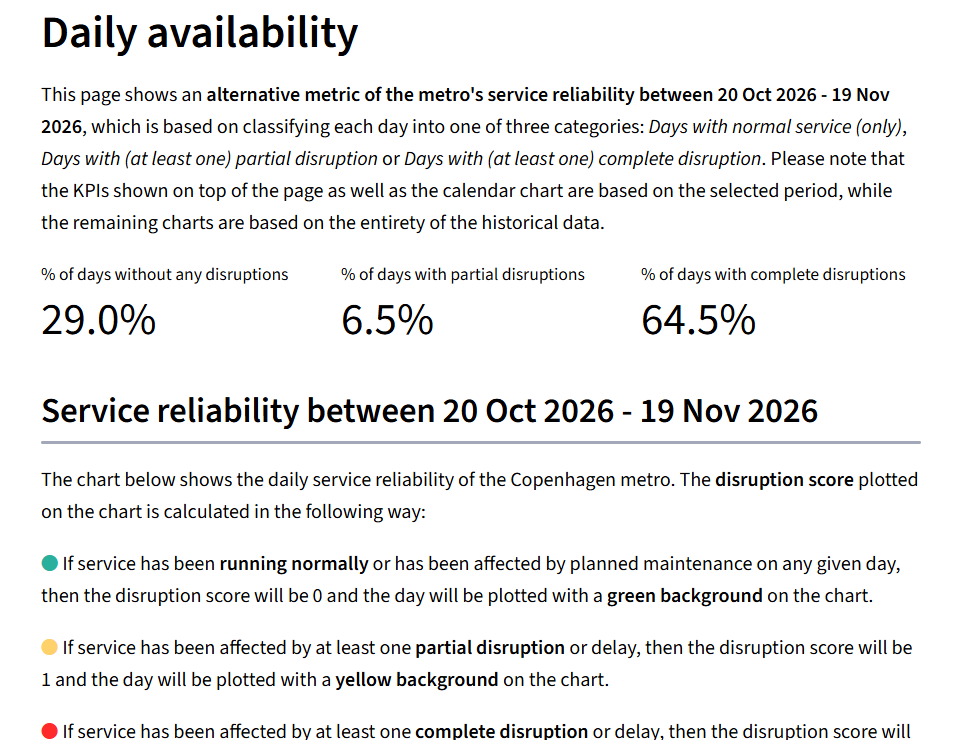 Daily availability
This page shows an alternative metric of the metro's service reliability between 20 Oct 2026 - 19 Nov
2026, which is based on classifying each day into one of three categories: Days with normal service (only),
Days with (at least one) partial disruption or Days with (at least one) complete disruption. Please note that
the KPIs shown on top of the page as well as the calendar chart are based on the selected period, while
the remaining charts are based on the entirety of the historical data.
% of days without any disruptions
29.0%
% of days with partial disruptions
6.5%
% of days with complete disruptions
64.5%
Service reliability between 20 Oct 2026 - 19 Nov 2026
The chart below shows the daily service reliability of the Copenhagen metro. The disruption score plotted
on the chart is calculated in the following way:
If service has been running normally or has been affected by planned maintenance on any given day,
then the disruption score will be 0 and the day will be plotted with a green background on the chart.
If service has been affected by at least one partial disruption or delay, then the disruption score will be
1 and the day will be plotted with a yellow background on the chart.
If service has been affected by at least one complete disruption or delay, then the disruption score will